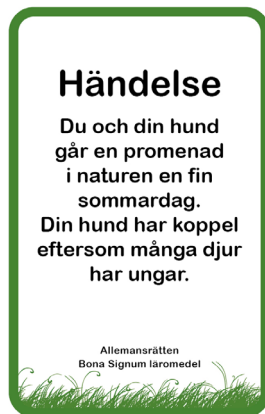 Händelse
Du och din hund
går en promenad
i naturen en fin
sommardag.
Din hund har koppel
eftersom många djur
har ungar.
Allemansrätten
Bona Signum läromedel